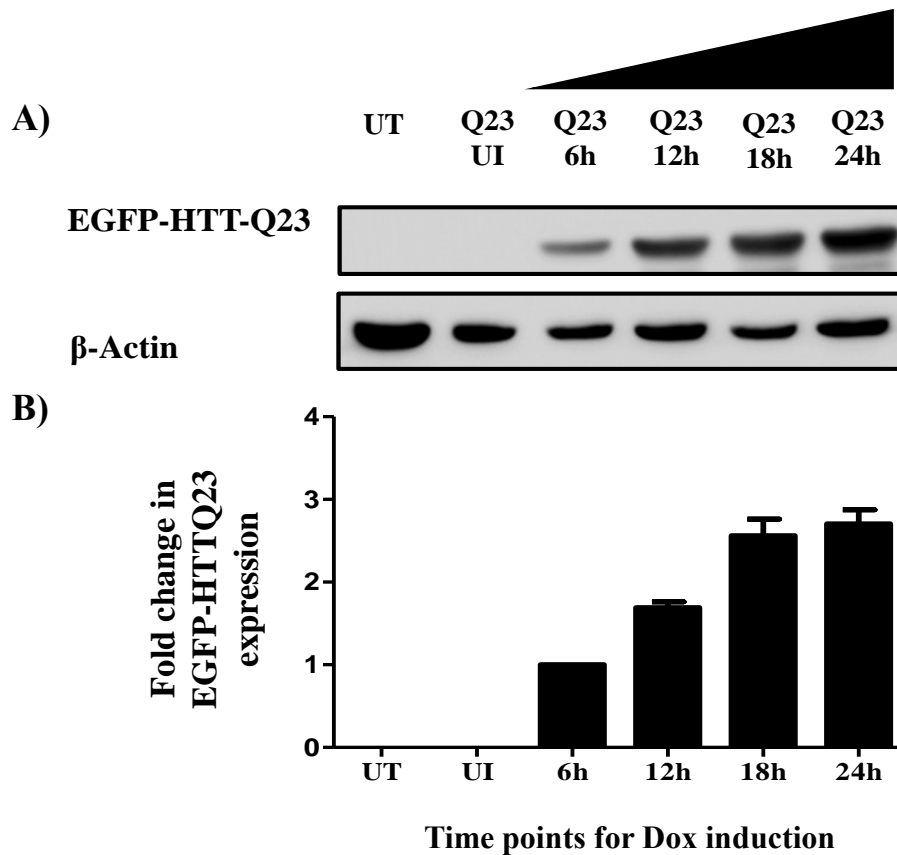 A)
UT Q23 Q23 Q23 Q23 Q23
UI 6h 12h 18h 24h
EGFP-HTT-Q23
β-Actin
B)
Fold change in
EGFP-HTTQ23
expression
4
3
2
1
0
UT UI 6h 12h 18h 24h
Time points for Dox induction